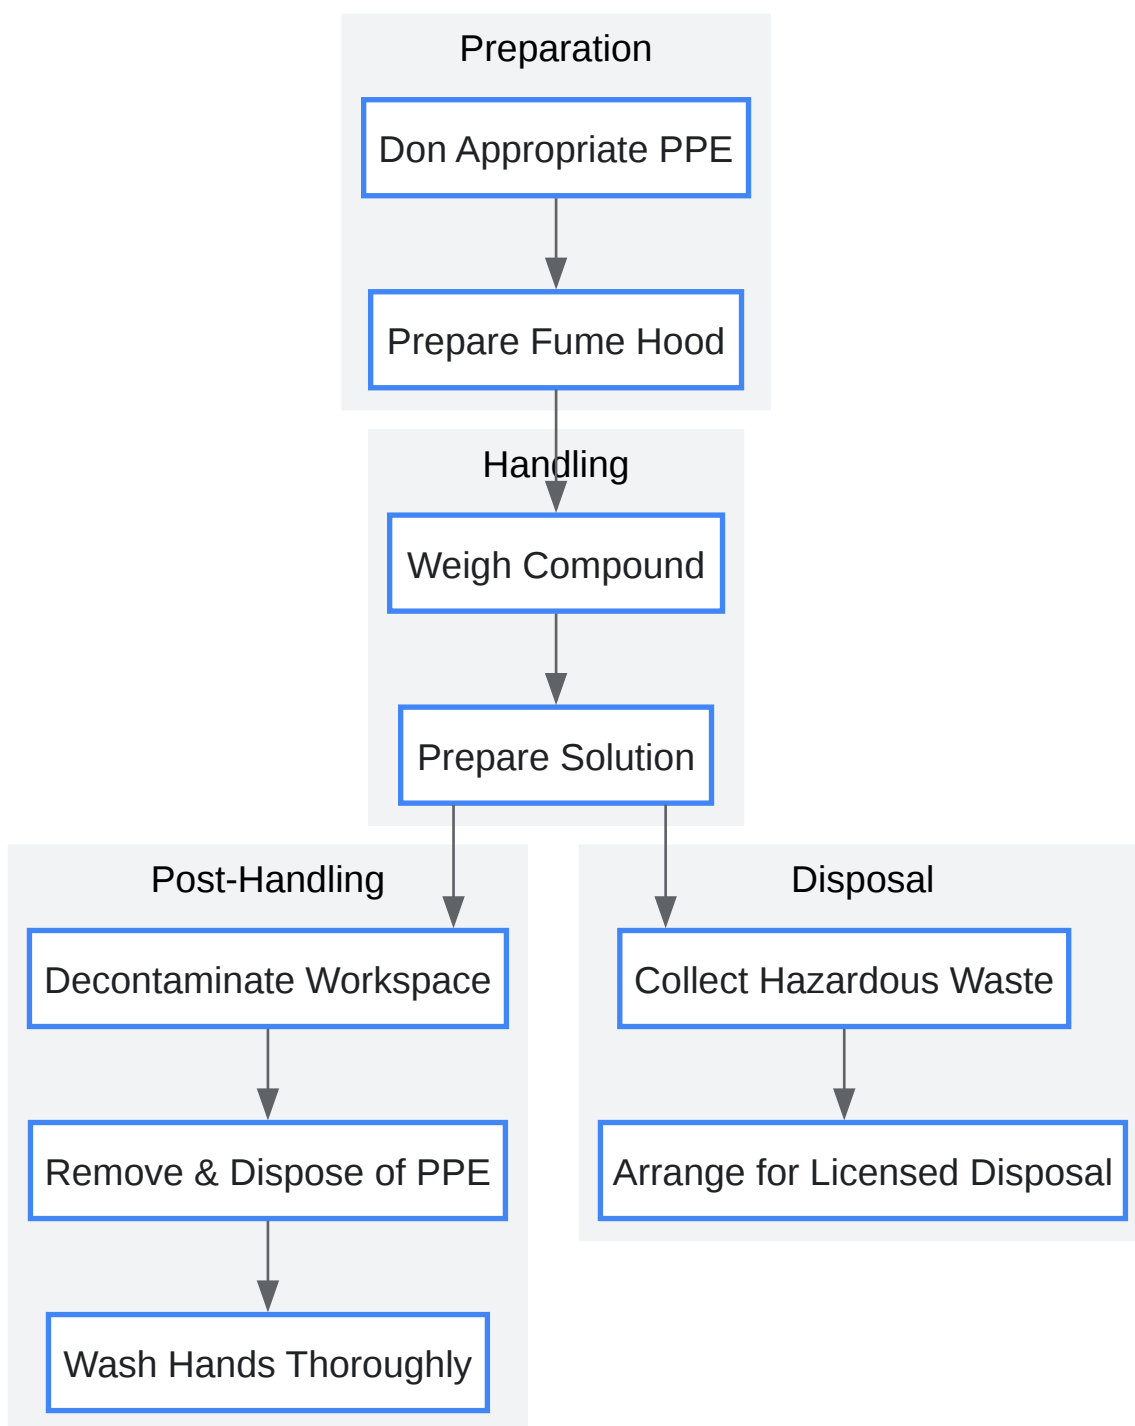 Preparation
Don Appropriate PPE
Prepare Fume Hood
Handling
Weigh Compound
Prepare Solution
Post-Handling
Decontaminate Workspace
Remove & Dispose of PPE
Wash Hands Thoroughly
Disposal
Collect Hazardous Waste
Arrange for Licensed Disposal